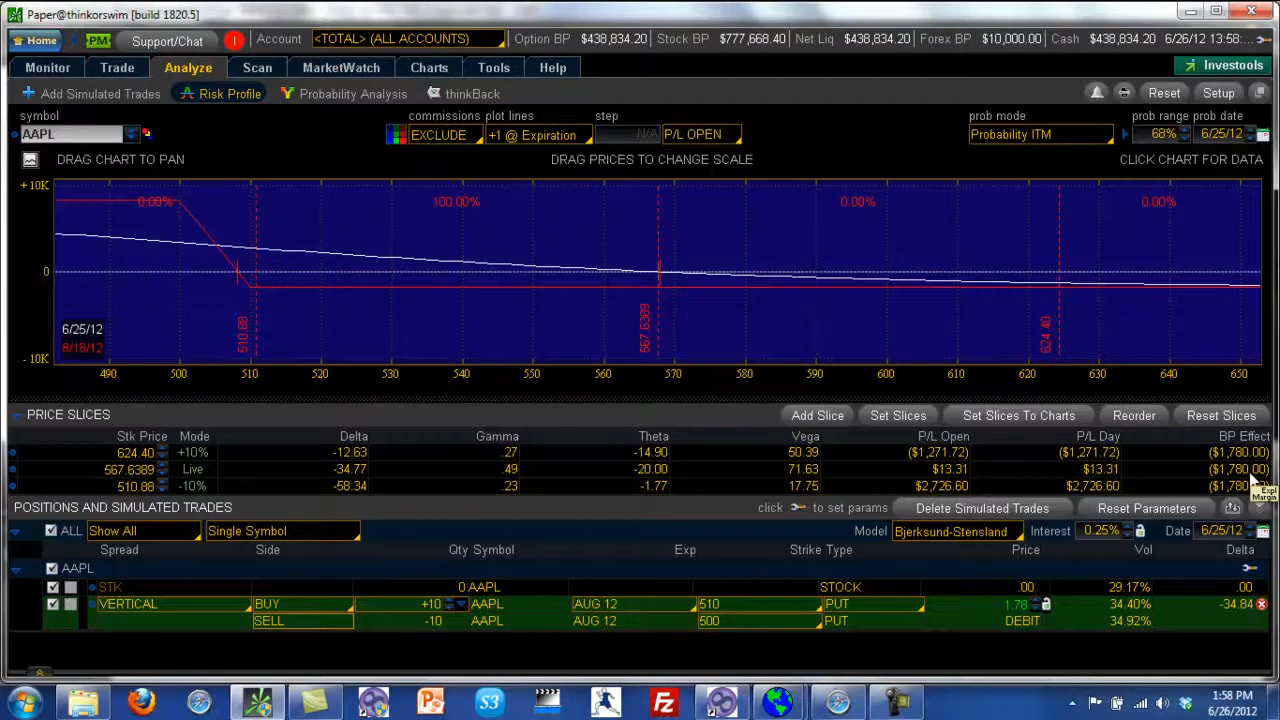 Paper@thinkorswim [build 1820.5]
Home PM Support/Chat ! Account <TOTAL> (ALL ACCOUNTS) Option BP $438,834.20 Stock BP $777,668.40 Net Liq $438,834.20 Forex BP $10,000.00 Cash $438,834.20 6/26/12 13:58:...
Monitor Trade Analyze Scan MarketWatch Charts Tools Help Investools
Add Simulated Trades Risk Profile Probability Analysis thinkBack Reset Setup
symbol commissions plot lines step prob mode prob range prob date
AAPL EXCLUDE +1 @ Expiration N/A P/L OPEN Probability ITM 68% 6/25/12
DRAG CHART TO PAN DRAG PRICES TO CHANGE SCALE CLICK CHART FOR DATA
+10K
0.00% 100.00% 0.00% 0.00%
0
510.88 567.6389 624.40
6/25/12
8/18/12
-10K
490 500 510 520 530 540 550 560 570 580 590 600 610 620 630 640 650
PRICE SLICES Add Slice Set Slices Set Slices To Charts Reorder Reset Slices
Stk Price Mode Delta Gamma Theta Vega P/L Open P/L Day BP Effect
624.40 +10% -12.63 .27 -14.90 50.39 ($1,271.72) ($1,271.72) ($1,780.00)
567.6389 Live -34.77 .49 -20.00 71.63 $13.31 $13.31 ($1,780.00)
510.88 -10% -58.34 .23 -1.77 17.75 $2,726.60 $2,726.60 ($1,780
Expl
Margin
POSITIONS AND SIMULATED TRADES click to set params Delete Simulated Trades Reset Parameters
ALL Show All Single Symbol Model Bjerksund-Stensland Interest 0.25% Date 6/25/12
Spread Side Qty Symbol Exp Strike Type Price Vol Delta
AAPL
STK 0 AAPL STOCK .00 29.17% .00
VERTICAL BUY +10 AAPL AUG 12 510 PUT 1.78 34.40% -34.84
SELL -10 AAPL AUG 12 500 PUT DEBIT 34.92%
S3 Fz
1:58 PM
6/26/2012